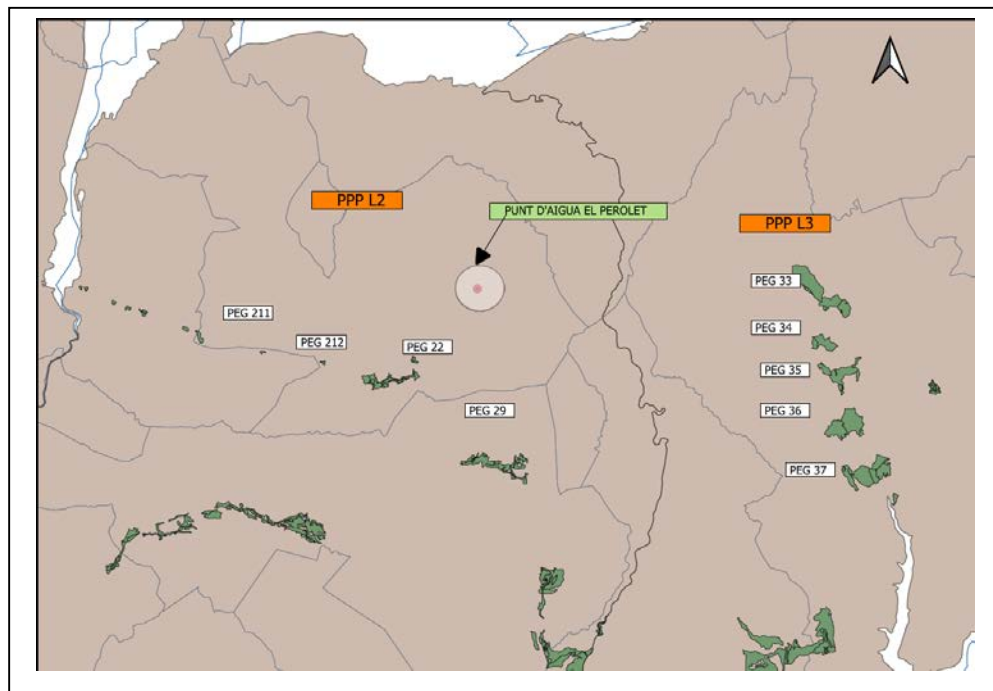 PPP L2
PUNT D'AIGUA EL PEROLET
PPP L3
PEG 33
PEG 211
PEG 34
PEG 212
PEG 22
PEG 35
PEG 29
PEG 36
PEG 37